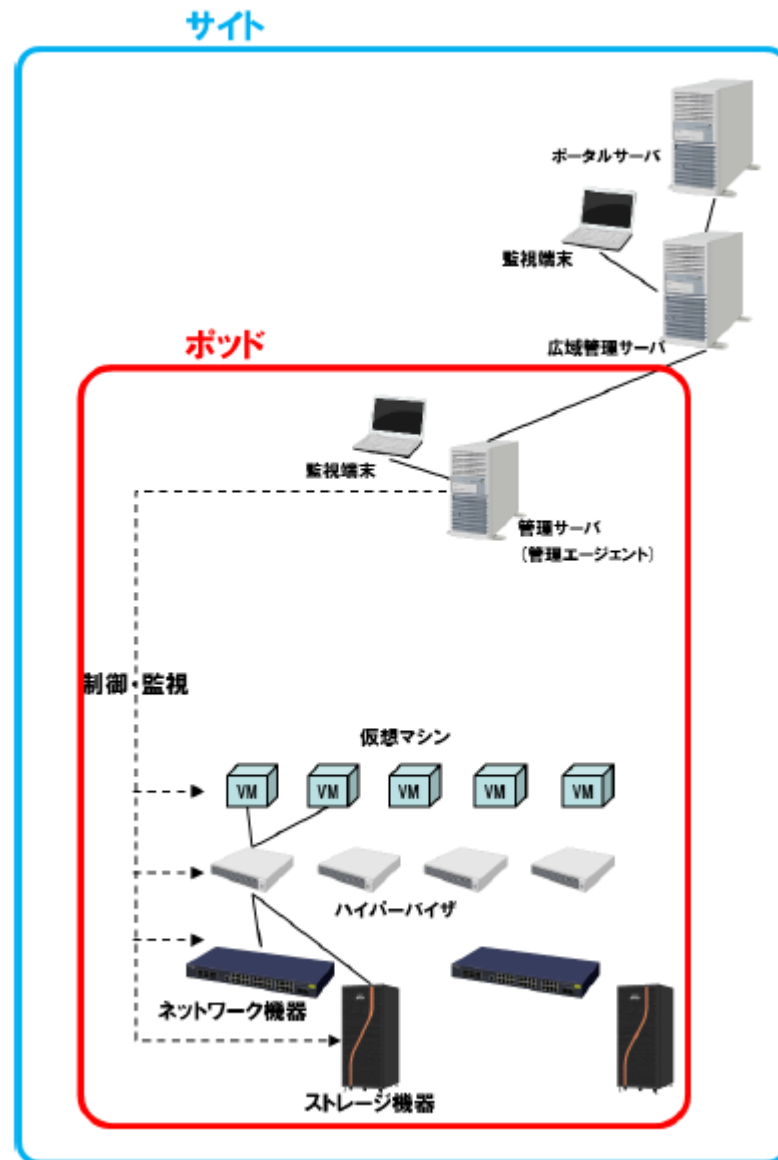 サイト
ポータルサーバ
監視端末
広域管理サーバ
ポッド
監視端末
管理サーバ
(管理エージェント)
制御・監視
仮想マシン
VM
VM
VM
VM
VM
ハイパーバイザ
ネットワーク機器
ストレージ機器